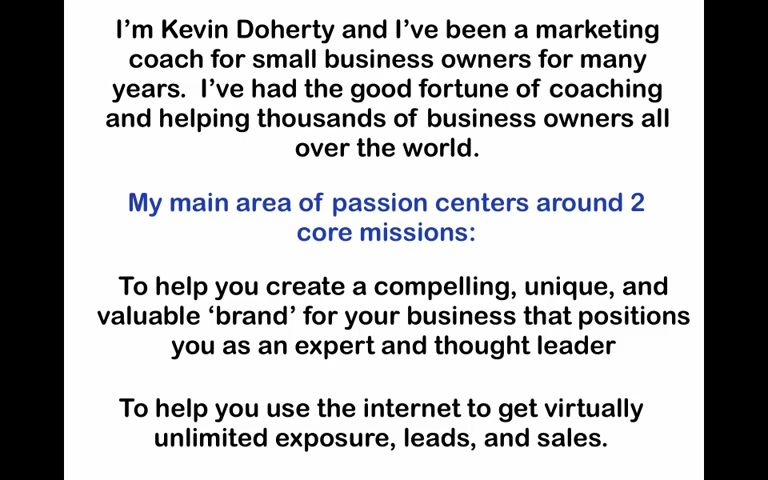 I’m Kevin Doherty and I’ve been a marketing
coach for small business owners for many
years.  I’ve had the good fortune of coaching
and helping thousands of business owners all
over the world.
My main area of passion centers around 2
core missions:
To help you create a compelling, unique, and
valuable ‘brand’ for your business that positions
you as an expert and thought leader
To help you use the internet to get virtually
unlimited exposure, leads, and sales.